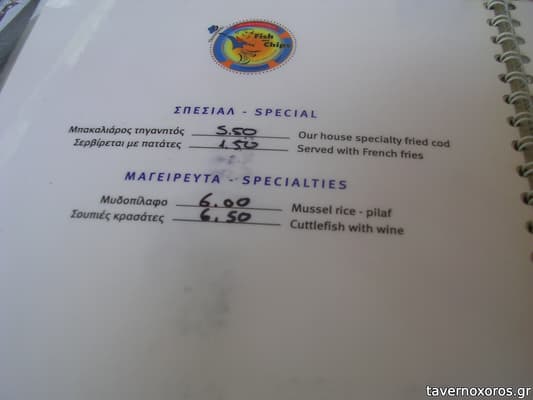 Fish and Chips
ΣΠΕΣΙΑΛ - SPECIAL
Μπακαλιάρος τηγανητός 5.50 Our house specialty fried cod
Σερβίρεται με πατάτες 1.50 Served with French fries
ΜΑΓΕΙΡΕΥΤΑ - SPECIALTIES
Μυδοπίλαφο 6.00 Mussel rice - pilaf
Σουπιές κρασάτες 6.50 Cuttlefish with wine
tavernoxoros.gr